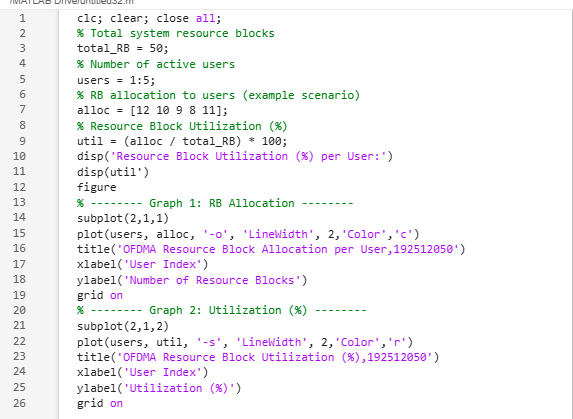 /MATLAB Drive/untitled32.m
1 clc; clear; close all;
2 % Total system resource blocks
3 total_RB = 50;
4 % Number of active users
5 users = 1:5;
6 % RB allocation to users (example scenario)
7 alloc = [12 10 9 8 11];
8 % Resource Block Utilization (%)
9 util = (alloc / total_RB) * 100;
10 disp('Resource Block Utilization (%) per User:')
11 disp(util')
12 figure
13 % -------- Graph 1: RB Allocation --------
14 subplot(2,1,1)
15 plot(users, alloc, '-o', 'LineWidth', 2,'Color','c')
16 title('OFDMA Resource Block Allocation per User,192512050')
17 xlabel('User Index')
18 ylabel('Number of Resource Blocks')
19 grid on
20 % -------- Graph 2: Utilization (%) --------
21 subplot(2,1,2)
22 plot(users, util, '-s', 'LineWidth', 2,'Color','r')
23 title('OFDMA Resource Block Utilization (%),192512050')
24 xlabel('User Index')
25 ylabel('Utilization (%)')
26 grid on